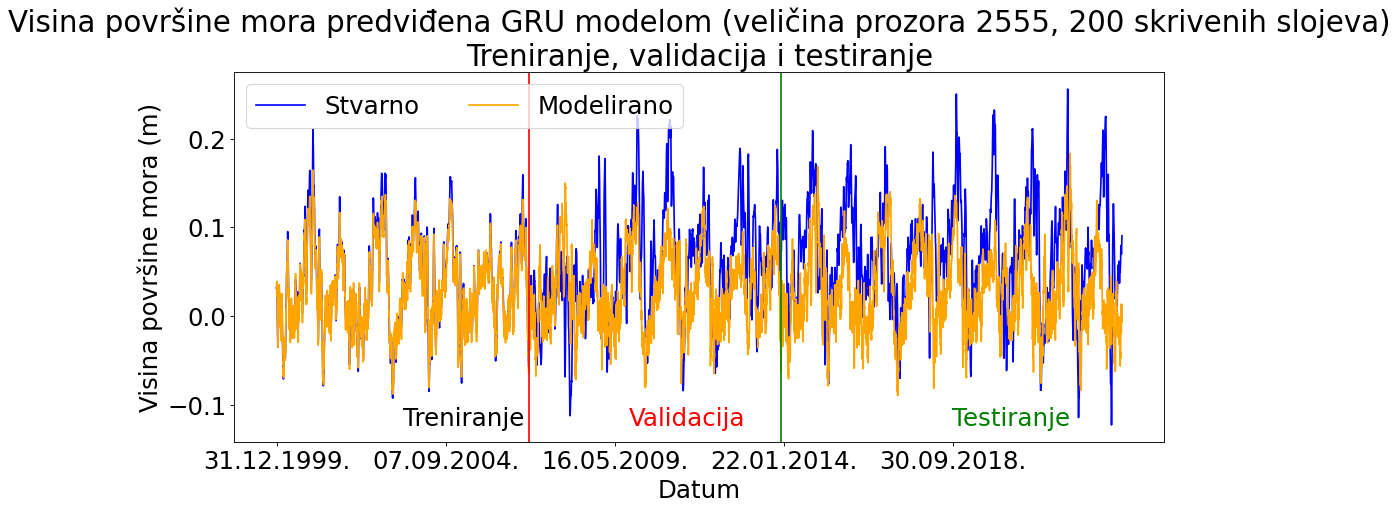 Visina površine mora predviđena GRU modelom (veličina prozora 2555, 200 skrivenih slojeva)
Treniranje, validacija i testiranje
Stvarno
Modelirano
Visina površine mora (m)
0.2
0.1
0.0
−0.1
Treniranje
Validacija
Testiranje
31.12.1999.
07.09.2004.
16.05.2009.
22.01.2014.
30.09.2018.
Datum